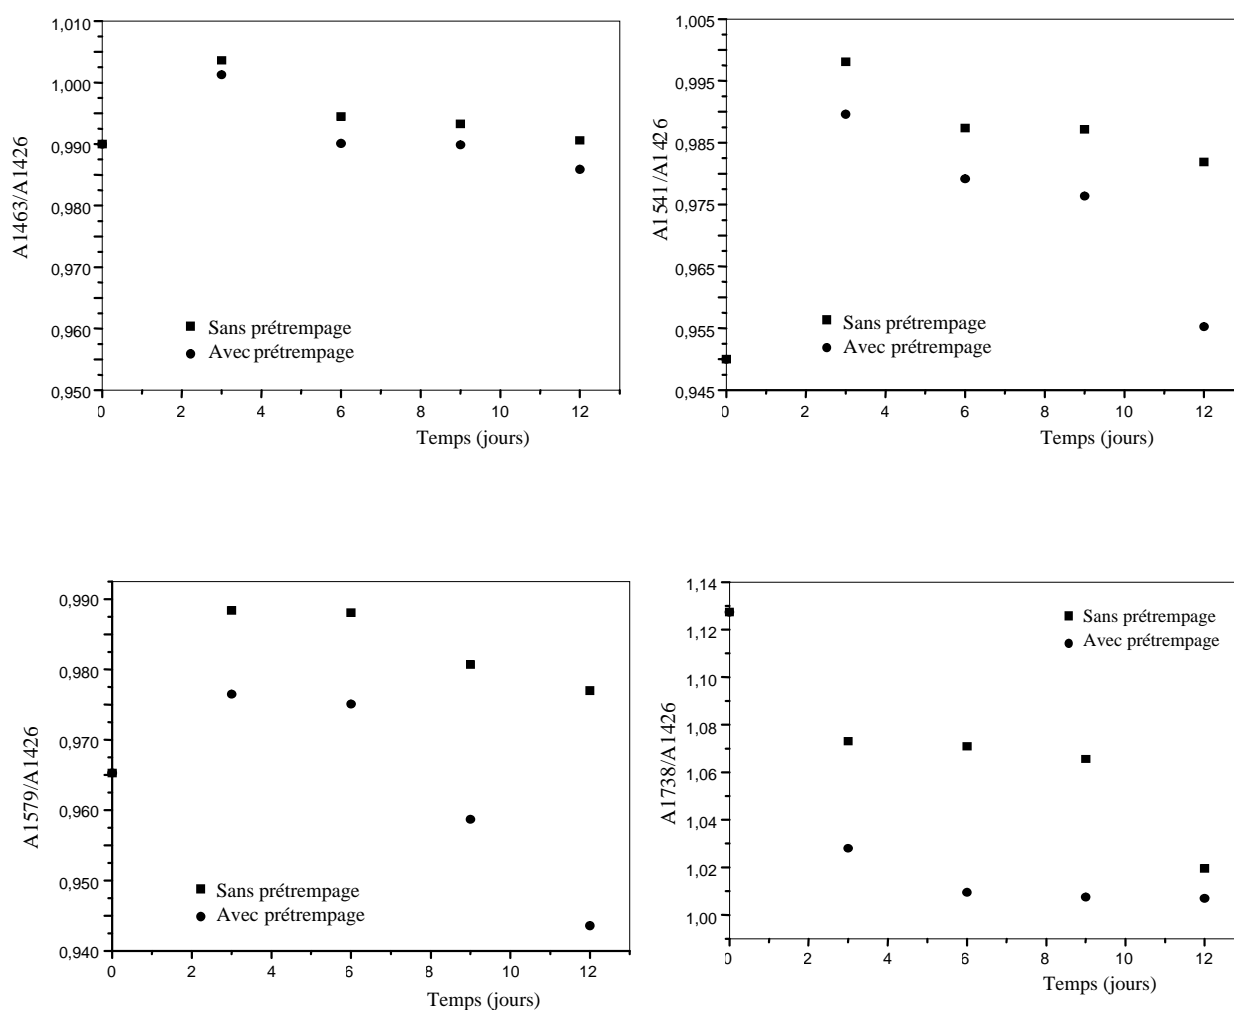 1,010
1,000
0,990
0,980
0,970
0,960
0,950
A1463/A1426
Sans prétrempage
Avec prétrempage
0 2 4 6 8 10 12
Temps (jours)
1,005
0,995
0,985
0,975
0,965
0,955
0,945
A1541/A1426
Sans prétrempage
Avec prétrempage
0 2 4 6 8 10 12
Temps (jours)
0,990
0,980
0,970
0,960
0,950
0,940
A1579/A1426
Sans prétrempage
Avec prétrempage
0 2 4 6 8 10 12
Temps (jours)
1,14
1,12
1,10
1,08
1,06
1,04
1,02
1,00
A1738/A1426
Sans prétrempage
Avec prétrempage
0 2 4 6 8 10 12
Temps (jours)